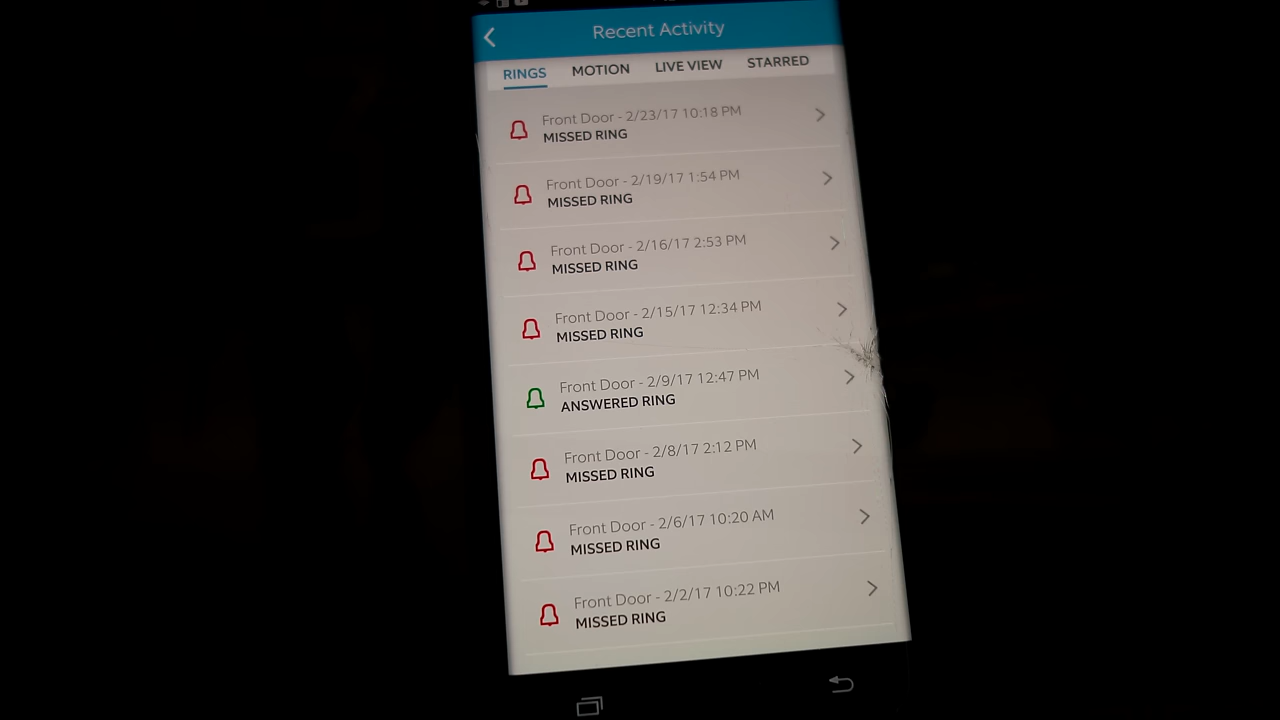 Recent Activity
RINGS MOTION LIVE VIEW STARRED
Front Door - 2/23/17 10:18 PM
MISSED RING
Front Door - 2/19/17 1:54 PM
MISSED RING
Front Door - 2/16/17 2:53 PM
MISSED RING
Front Door - 2/15/17 12:34 PM
MISSED RING
Front Door - 2/9/17 12:47 PM
ANSWERED RING
Front Door - 2/8/17 2:12 PM
MISSED RING
Front Door - 2/6/17 10:20 AM
MISSED RING
Front Door - 2/2/17 10:22 PM
MISSED RING